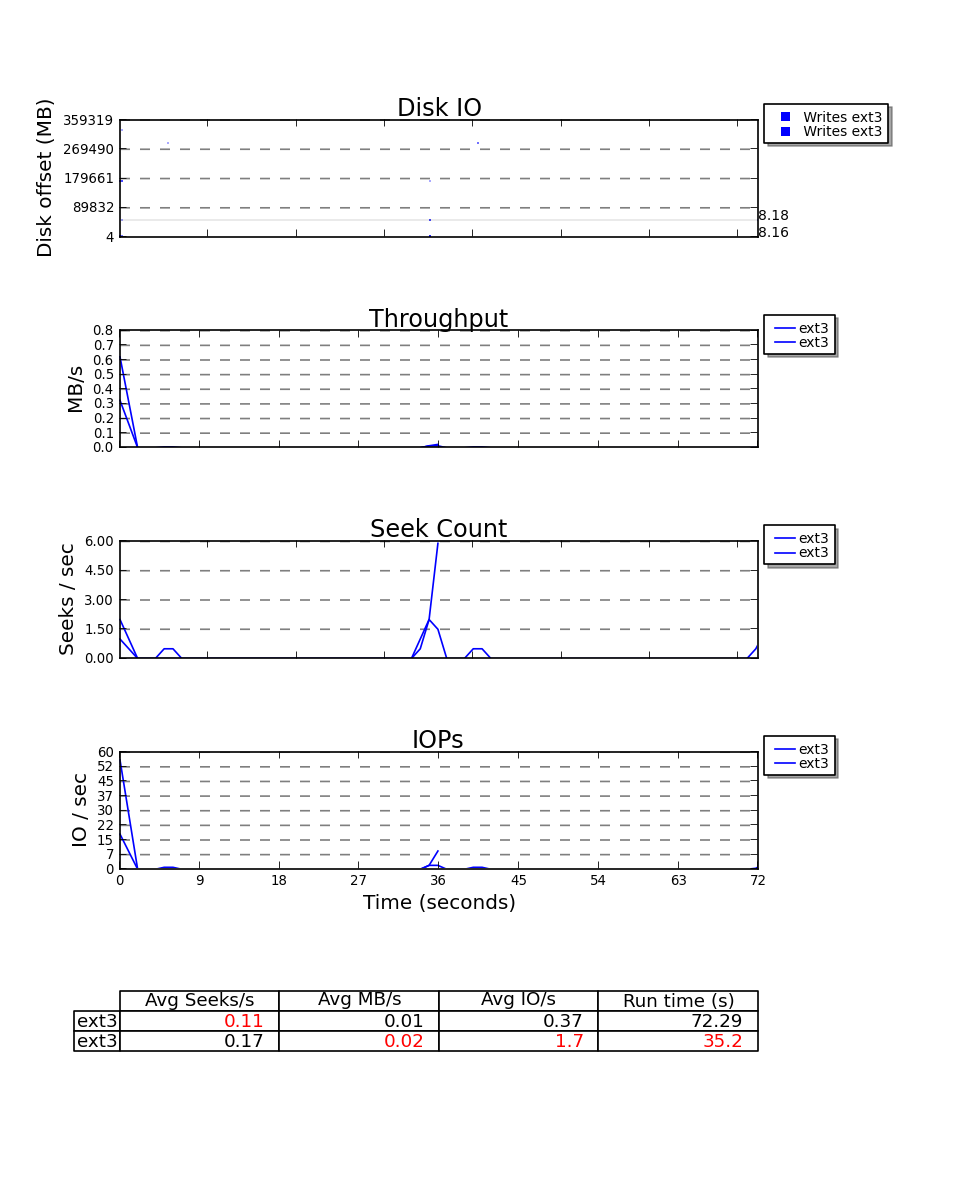 Disk IO
Disk offset (MB)
359319
269490
179661
89832
4
Writes ext3
Writes ext3
8.18
8.16
Throughput
MB/s
0.8
0.7
0.6
0.5
0.4
0.3
0.2
0.1
0.0
ext3
ext3
Seek Count
Seeks / sec
6.00
4.50
3.00
1.50
0.00
ext3
ext3
IOPs
IO / sec
60
52
45
37
30
22
15
7
0
ext3
ext3
0 9 18 27 36 45 54 63 72
Time (seconds)
Avg Seeks/s Avg MB/s Avg IO/s Run time (s)
ext3 0.11 0.01 0.37 72.29
ext3 0.17 0.02 1.7 35.2